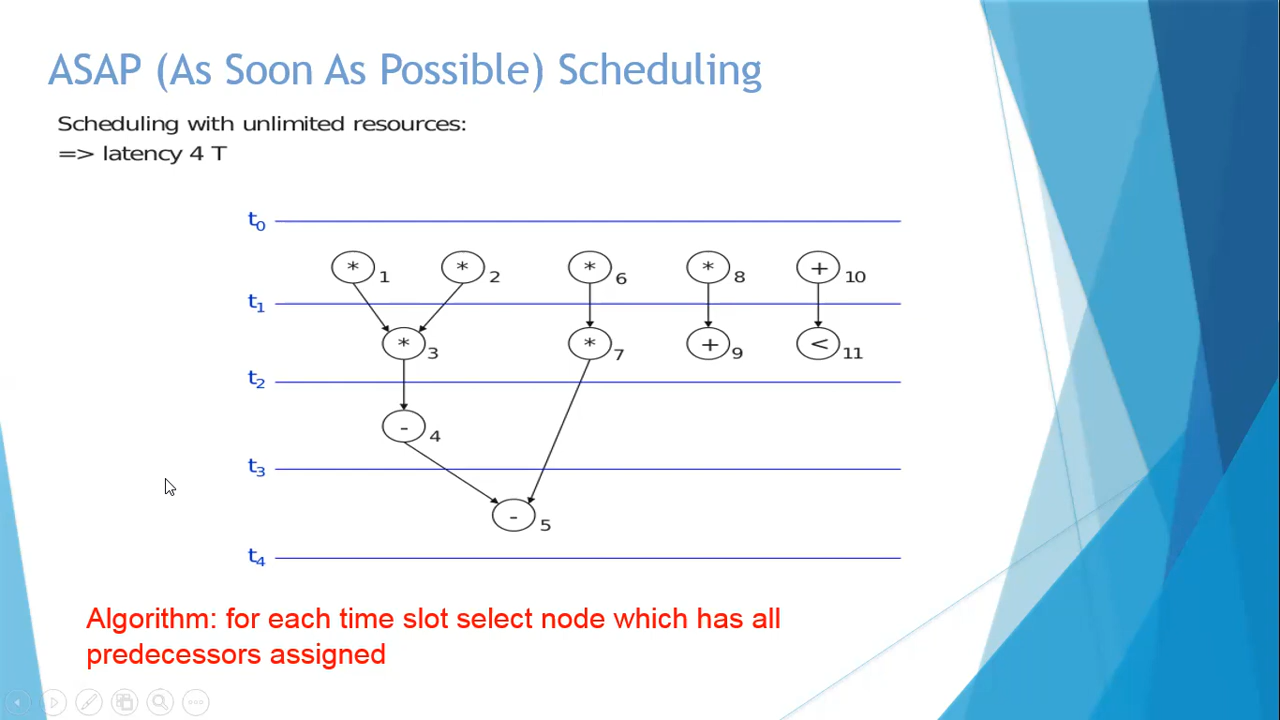 ASAP (As Soon As Possible) Scheduling
Scheduling with unlimited resources:
=> latency 4 T
t0
* 1 * 2 * 6 * 8 + 10
t1
* 3 * 7 + 9 < 11
t2
- 4
t3
- 5
t4
Algorithm: for each time slot select node which has all
predecessors assigned